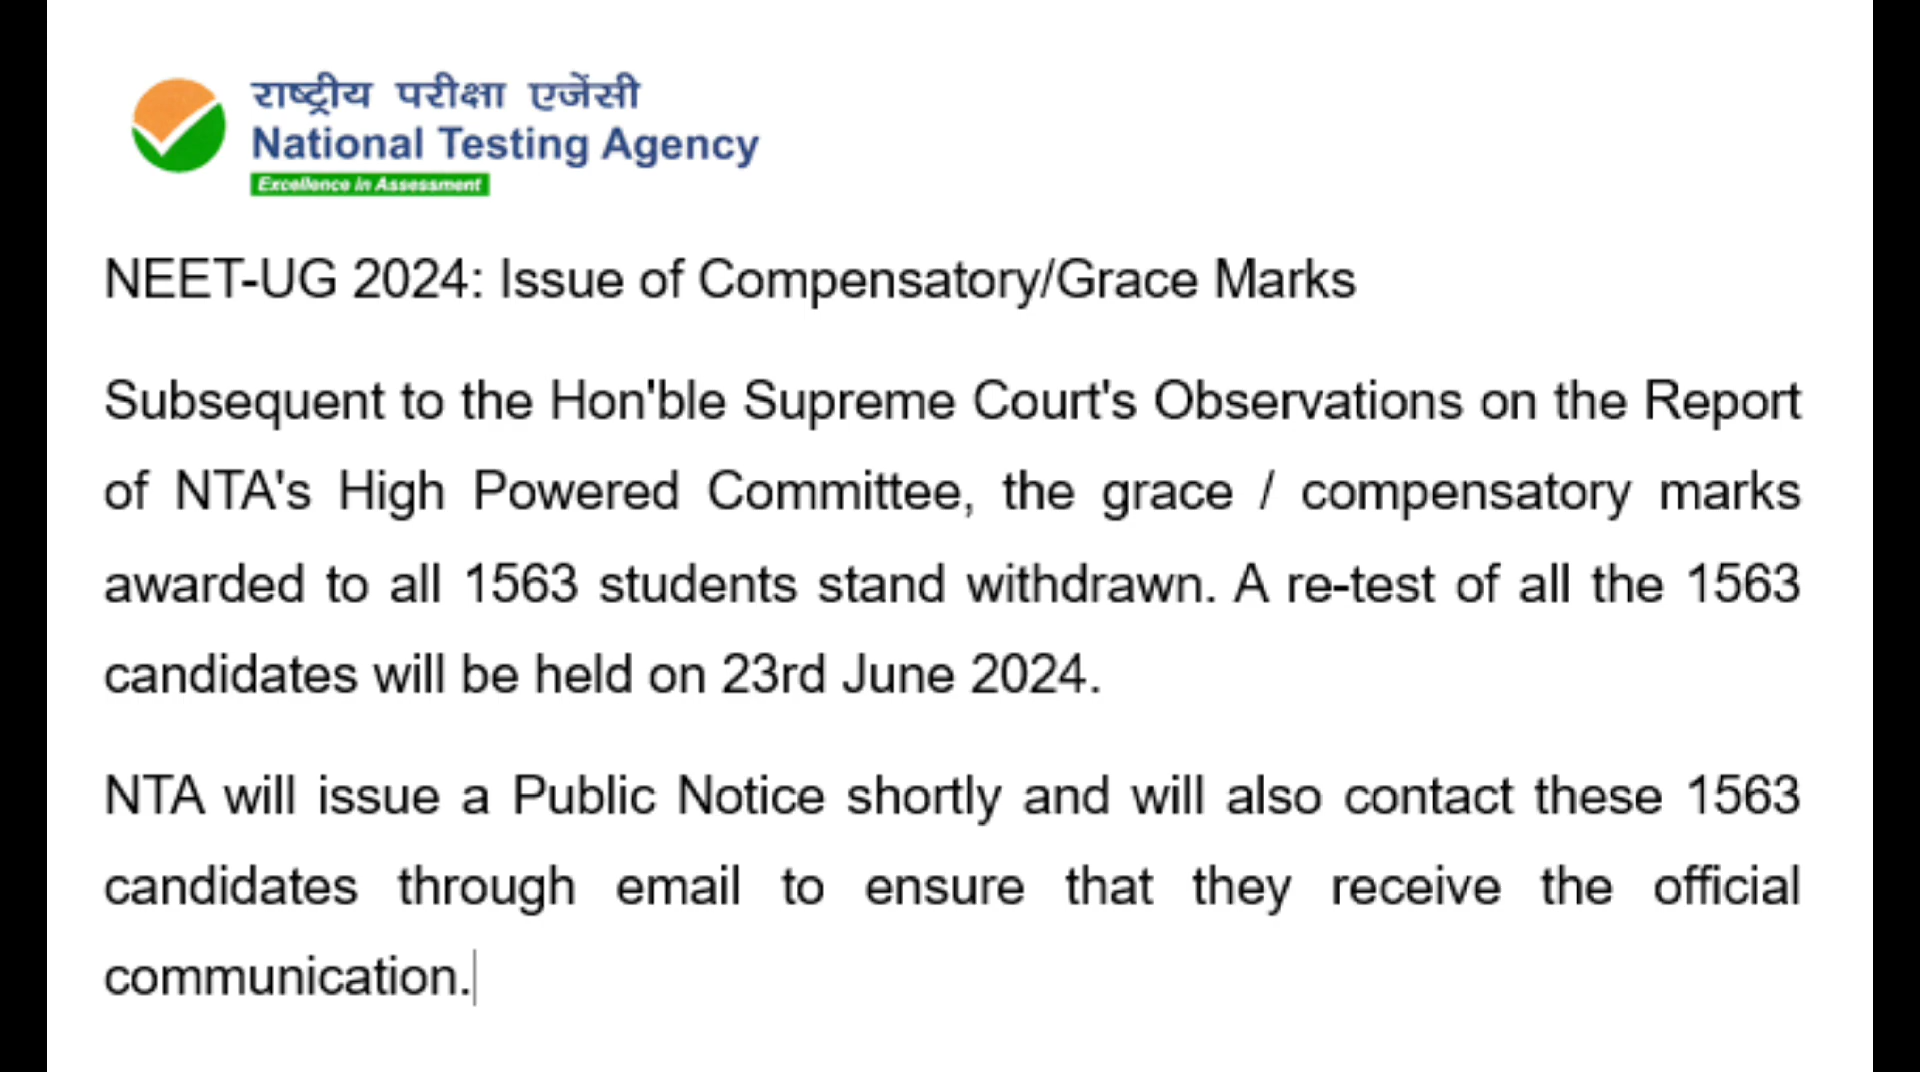 राष्ट्रीय परीक्षा एजेंसी
National Testing Agency
Excellence in Assessment
NEET-UG 2024: Issue of Compensatory/Grace Marks
Subsequent to the Hon'ble Supreme Court's Observations on the Report
of NTA's High Powered Committee, the grace / compensatory marks
awarded to all 1563 students stand withdrawn. A re-test of all the 1563
candidates will be held on 23rd June 2024.
NTA will issue a Public Notice shortly and will also contact these 1563
candidates through email to ensure that they receive the official
communication.